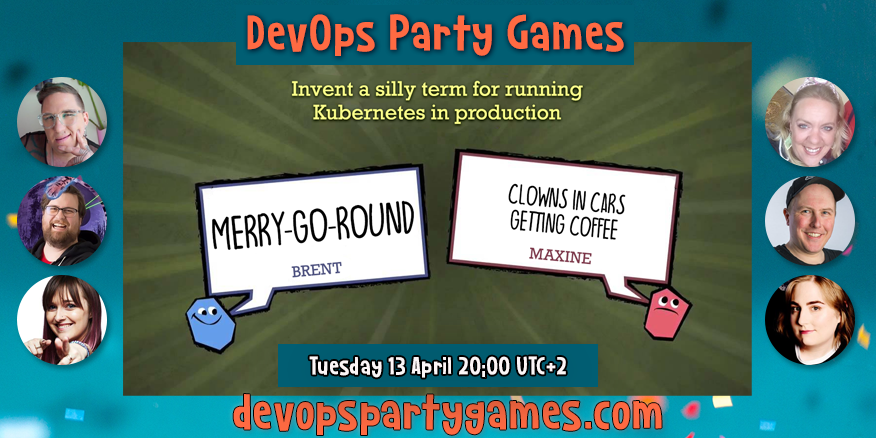 DevOps Party Games
Invent a silly term for running
Kubernetes in production
MERRY-GO-ROUND
BRENT
CLOWNS IN CARS
GETTING COFFEE
MAXINE
Tuesday 13 April 20:00 UTC+2
devopspartygames.com